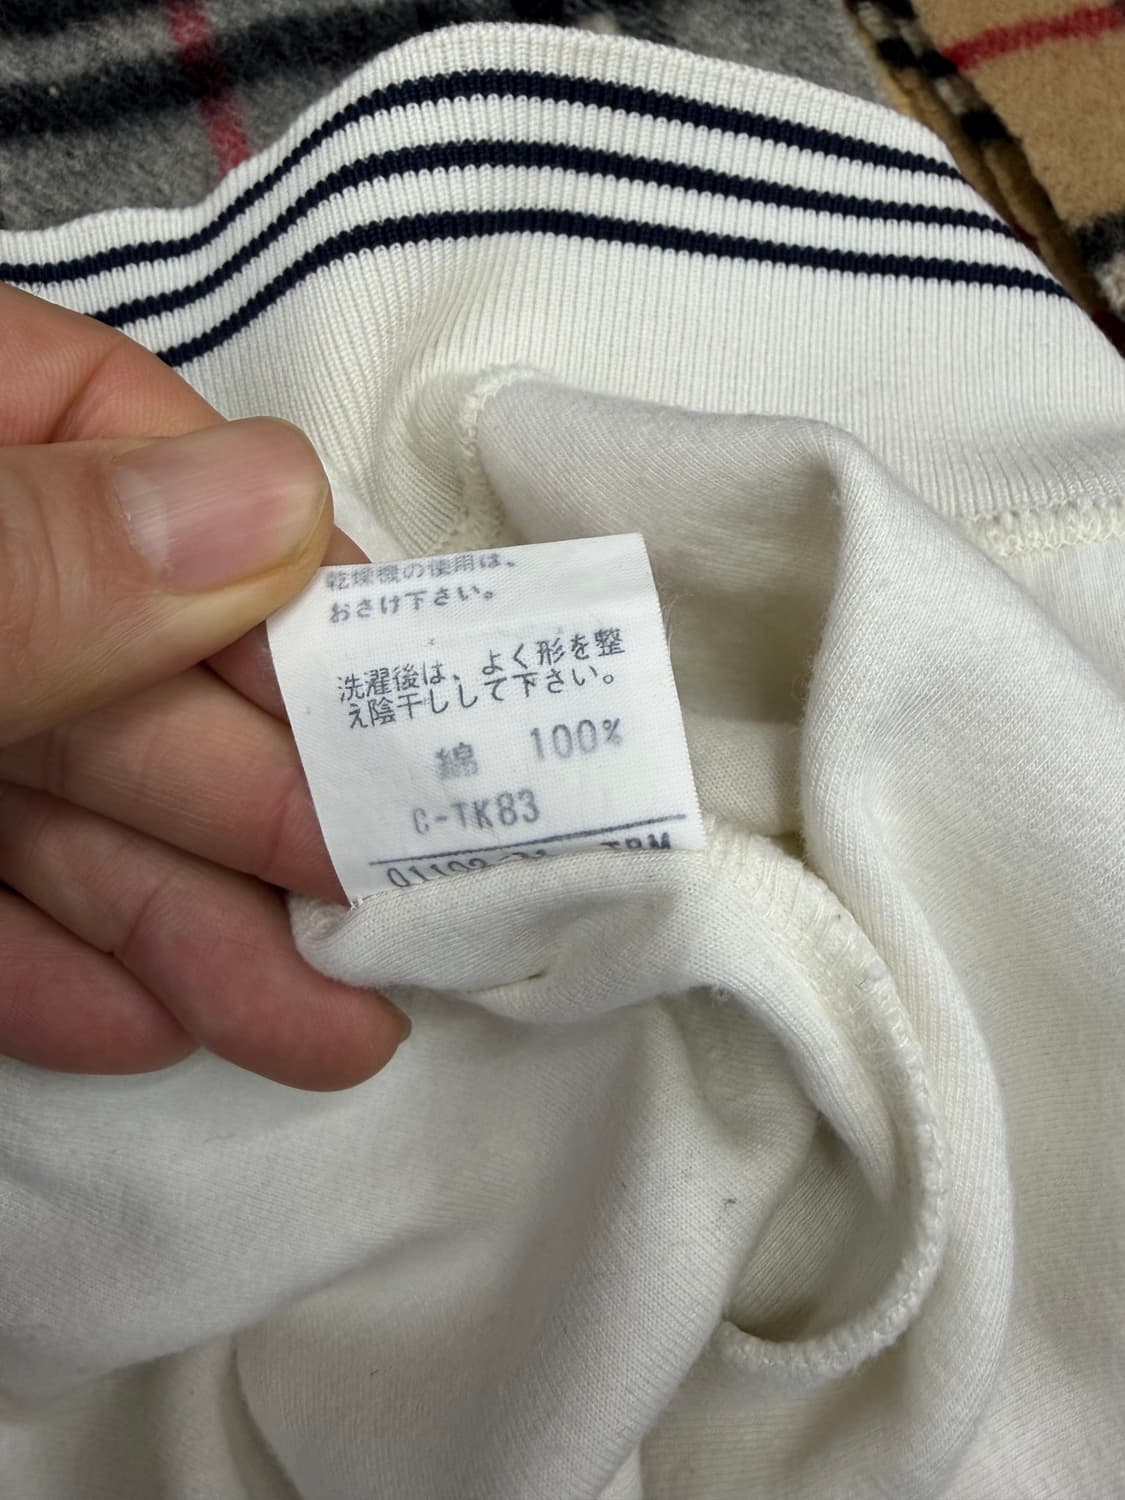 乾燥機の使用は、
おさけ下さい。
洗濯後は、よく形を整
え陰干しして下さい。
綿 100%
C-TK83